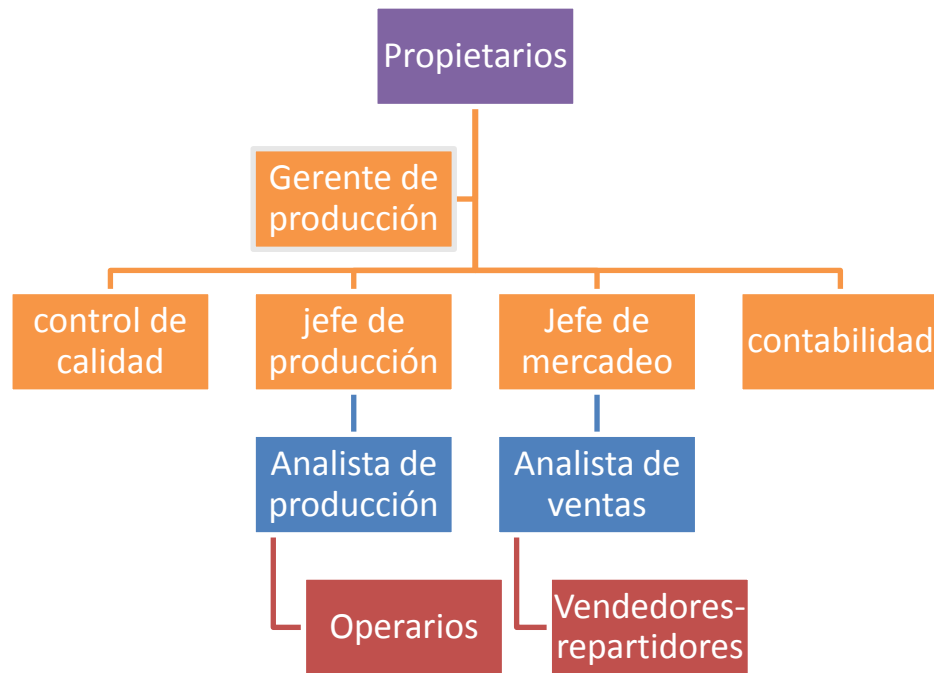 Propietarios
Gerente de
producción
control de
calidad
jefe de
producción
Jefe de
mercadeo
contabilidad
Analista de
producción
Analista de
ventas
Operarios
Vendedores-
repartidores